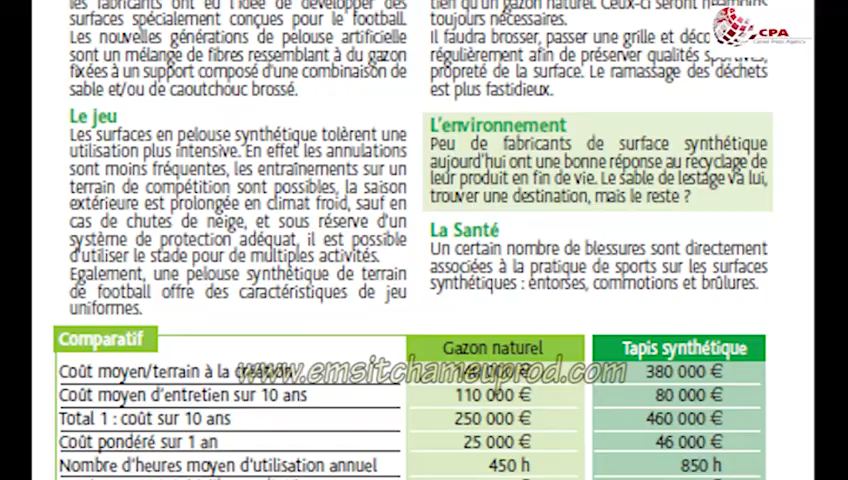 les fabricants ont eu l'idée de développer des
surfaces spécialement conçues pour le football.
Les nouvelles générations de pelouse artificielle
sont un mélange de fibres ressemblant à du gazon
fixées à un support composé d'une combinaison de
sable et/ou de caoutchouc brossé.
Le jeu
Les surfaces en pelouse synthétique tolèrent une
utilisation plus intensive. En effet les annulations
sont moins fréquentes, les entraînements sur un
terrain de compétition sont possibles, la saison
extérieure est prolongée en climat froid, sauf en
cas de chutes de neige, et sous réserve d'un
système de protection adéquat, il est possible
d'utiliser le stade pour de multiples activités.
Egalement, une pelouse synthétique de terrain
de football offre des caractéristiques de jeu
uniformes.
tien qu'un gazon naturel. Ceux-ci seront néanmoins
toujours nécessaires.
Il faudra brosser, passer une grille et
régulièrement afin de préserver qualités sportives,
propreté de la surface. Le ramassage des déchets
est plus fastidieux.
L'environnement
Peu de fabricants de surface synthétique
aujourd'hui ont une bonne réponse au recyclage de
leur produit en fin de vie. Le sable de lestage va lui,
trouver une destination, mais le reste ?
La Santé
Un certain nombre de blessures sont directement
associées à la pratique de sports sur les surfaces
synthétiques : entorses, commotions et brûlures.
CPA
Comparatif Gazon naturel Tapis synthétique
Coût moyen/terrain à la création 380 000 €
www.emsitchameuprod.com
Coût moyen d'entretien sur 10 ans 110 000 € 80 000 €
Total 1 : coût sur 10 ans 250 000 € 460 000 €
Coût pondéré sur 1 an 25 000 € 46 000 €
Nombre d'heures moyen d'utilisation annuel 450 h 850 h